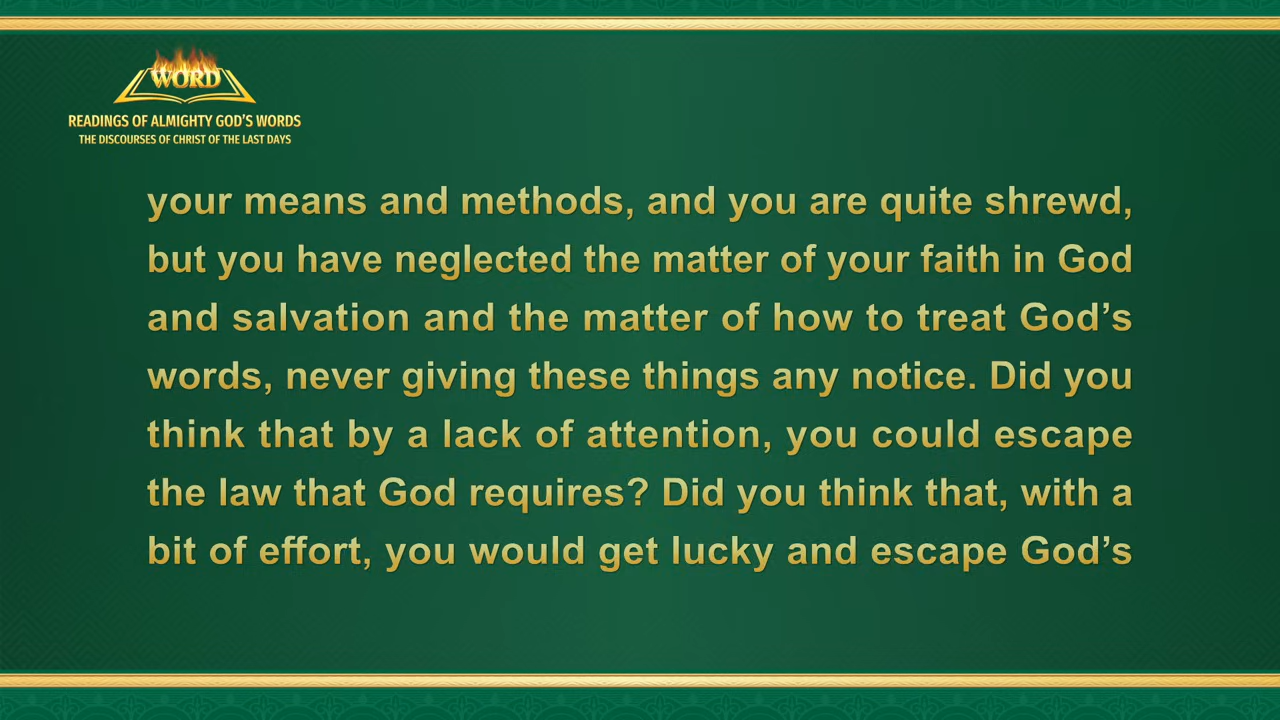 WORD
READINGS OF ALMIGHTY GOD'S WORDS
THE DISCOURSES OF CHRIST OF THE LAST DAYS
your means and methods, and you are quite shrewd,
but you have neglected the matter of your faith in God
and salvation and the matter of how to treat God’s
words, never giving these things any notice. Did you
think that by a lack of attention, you could escape
the law that God requires? Did you think that, with a
bit of effort, you would get lucky and escape God’s